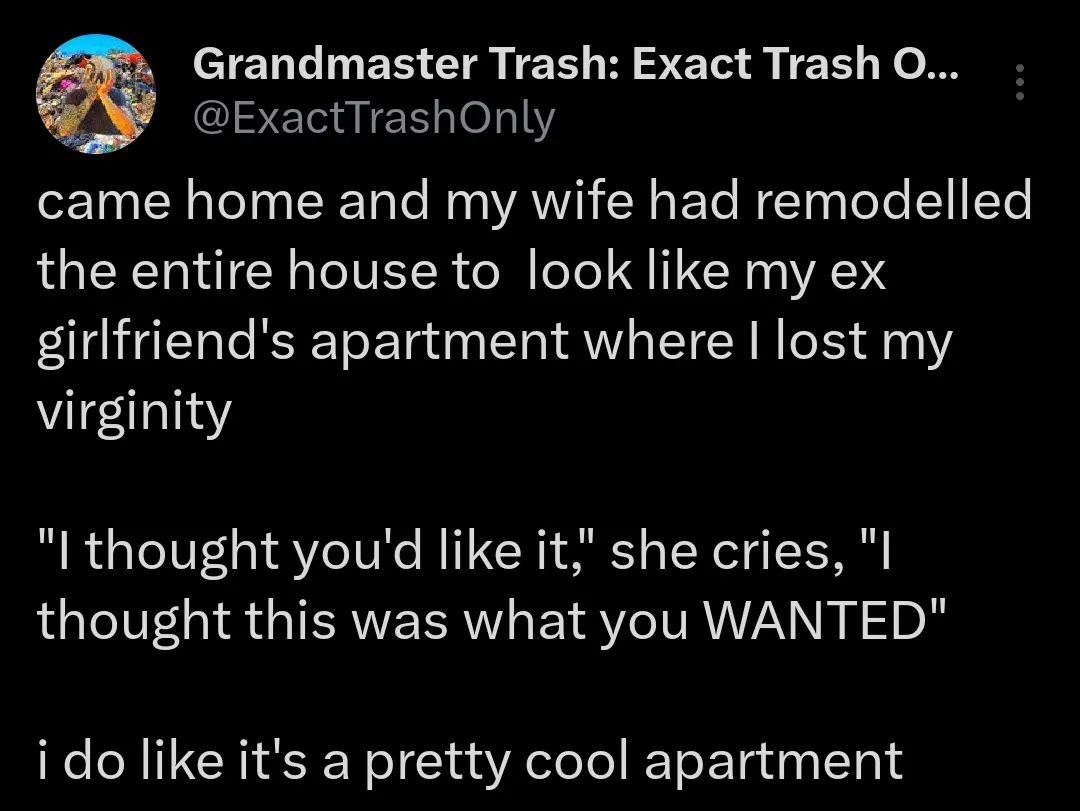 Grandmaster Trash: Exact Trash O...
@ExactTrashOnly
came home and my wife had remodelled
the entire house to  look like my ex
girlfriend's apartment where I lost my
virginity
"I thought you'd like it," she cries, "I
thought this was what you WANTED"
i do like it's a pretty cool apartment